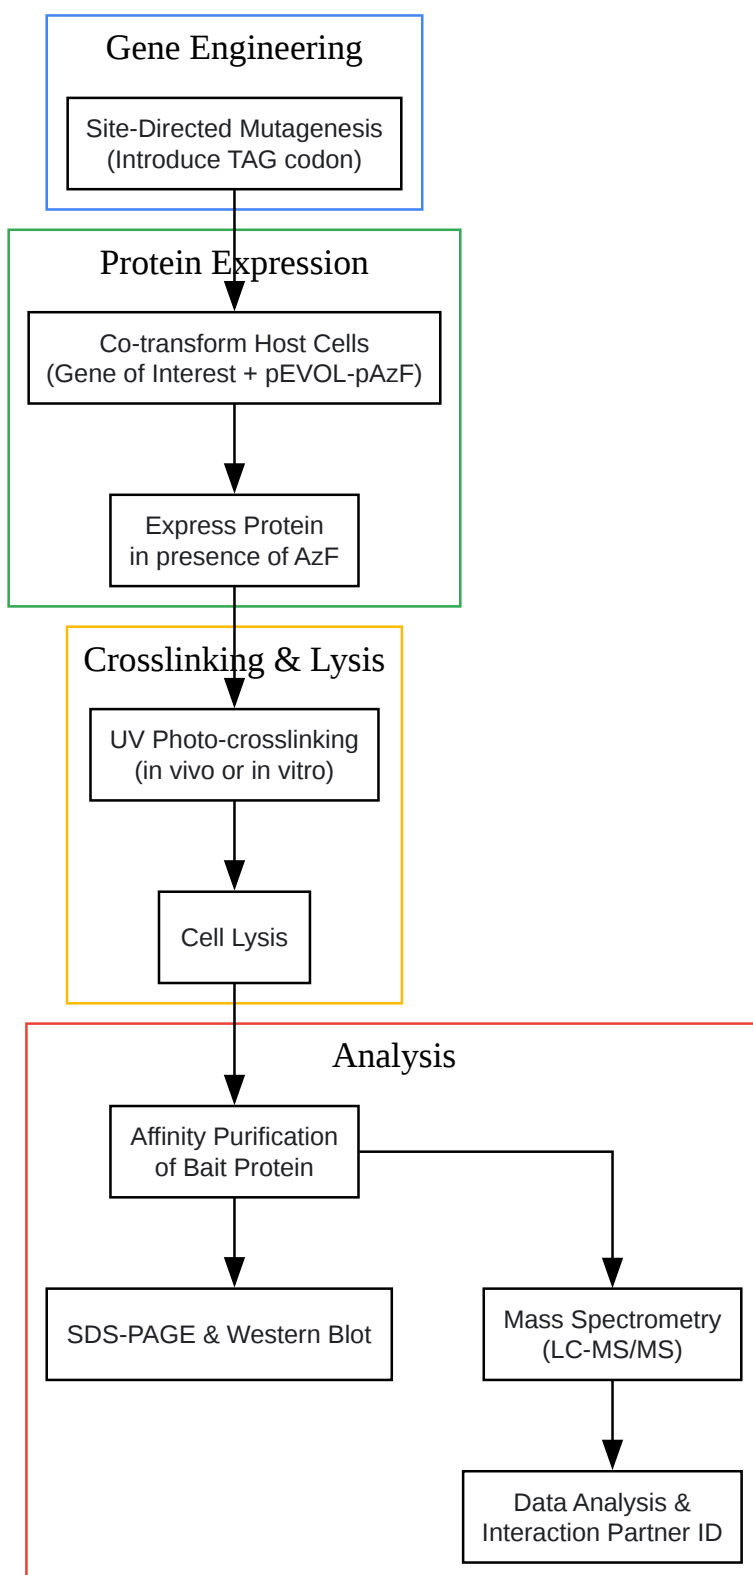 Gene Engineering
Site-Directed Mutagenesis
(Introduce TAG codon)
Protein Expression
Co-transform Host Cells
(Gene of Interest + pEVOL-pAzF)
Express Protein
in presence of AzF
Crosslinking & Lysis
UV Photo-crosslinking
(in vivo or in vitro)
Cell Lysis
Analysis
Affinity Purification
of Bait Protein
SDS-PAGE & Western Blot
Mass Spectrometry
(LC-MS/MS)
Data Analysis &
Interaction Partner ID